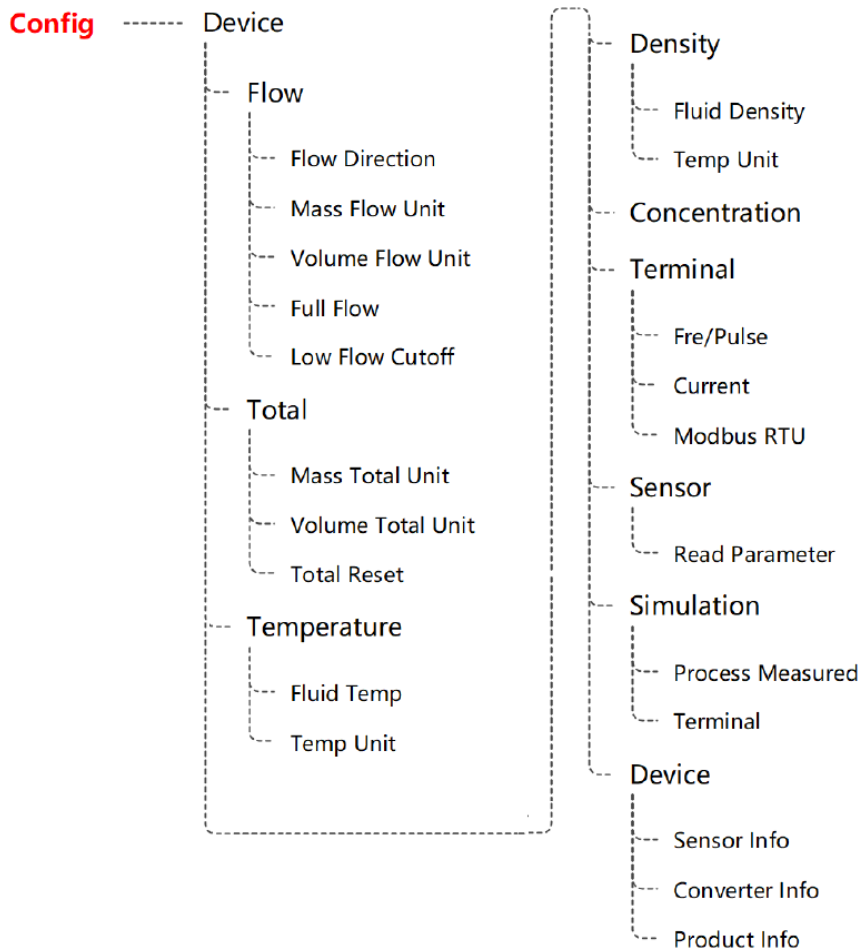 Config
Device
Flow
Flow Direction
Mass Flow Unit
Volume Flow Unit
Full Flow
Low Flow Cutoff
Total
Mass Total Unit
Volume Total Unit
Total Reset
Temperature
Fluid Temp
Temp Unit
Density
Fluid Density
Temp Unit
Concentration
Terminal
Fre/Pulse
Current
Modbus RTU
Sensor
Read Parameter
Simulation
Process Measured
Terminal
Device
Sensor Info
Converter Info
Product Info